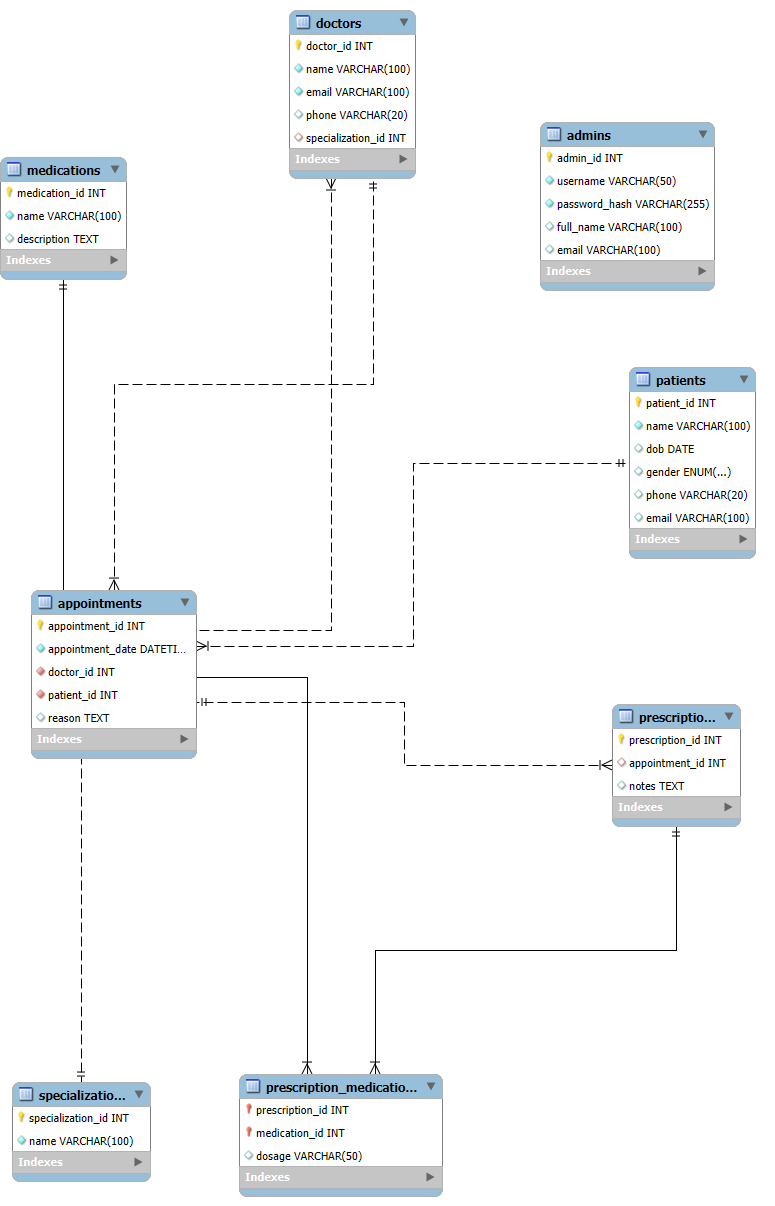 doctors
doctor_id INT
name VARCHAR(100)
email VARCHAR(100)
phone VARCHAR(20)
specialization_id INT
Indexes
admins
admin_id INT
username VARCHAR(50)
password_hash VARCHAR(255)
full_name VARCHAR(100)
email VARCHAR(100)
Indexes
medications
medication_id INT
name VARCHAR(100)
description TEXT
Indexes
patients
patient_id INT
name VARCHAR(100)
dob DATE
gender ENUM(...)
phone VARCHAR(20)
email VARCHAR(100)
Indexes
appointments
appointment_id INT
appointment_date DATETI...
doctor_id INT
patient_id INT
reason TEXT
Indexes
prescriptio...
prescription_id INT
appointment_id INT
notes TEXT
Indexes
specializatio...
specialization_id INT
name VARCHAR(100)
Indexes
prescription_medicatio...
prescription_id INT
medication_id INT
dosage VARCHAR(50)
Indexes